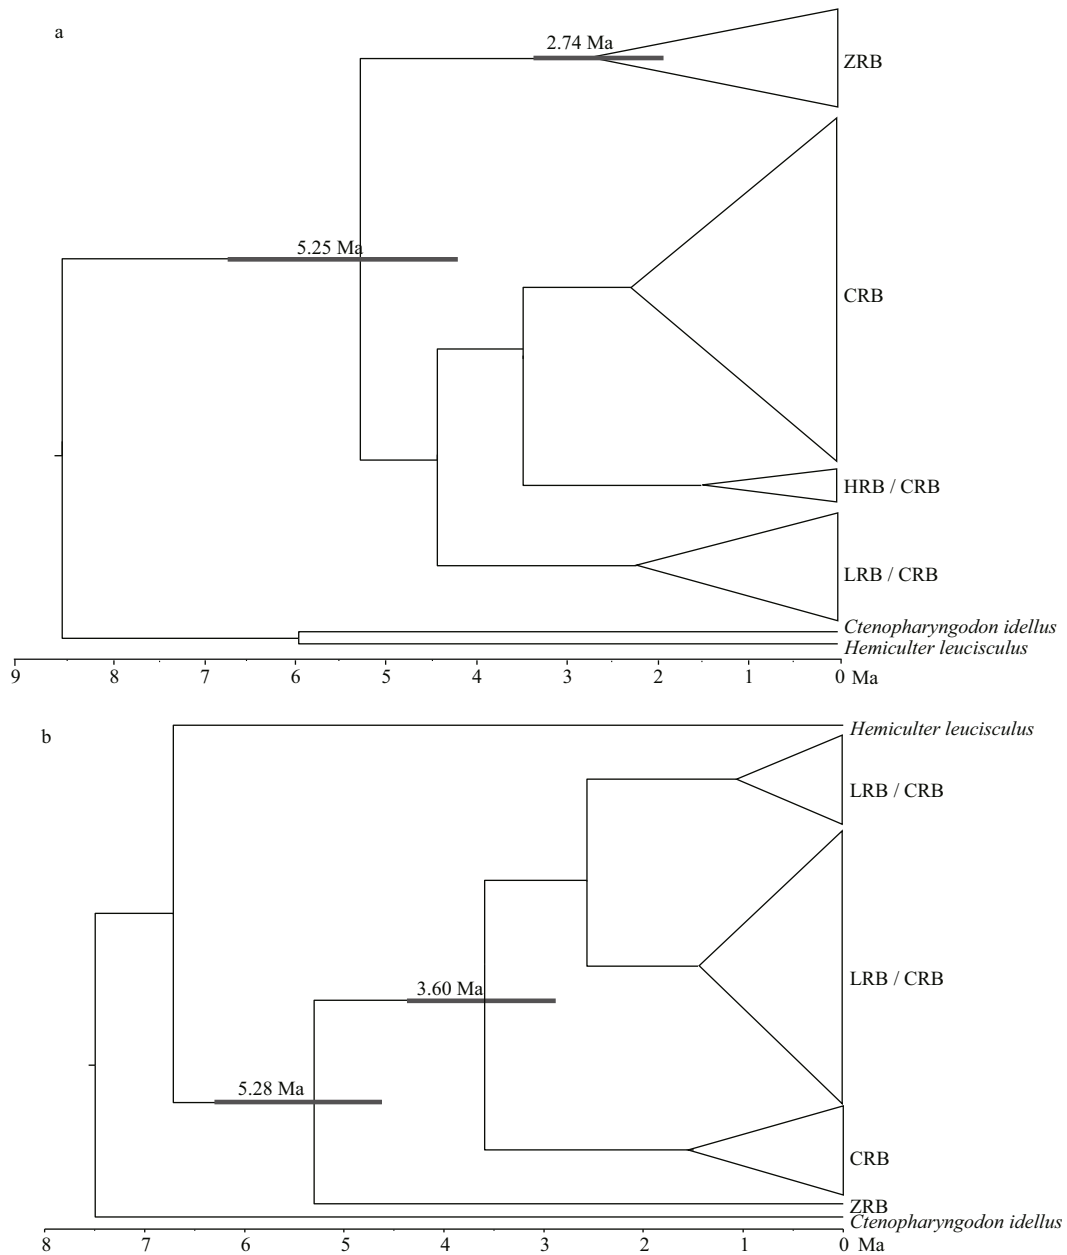 a
2.74 Ma
ZRB
5.25 Ma
CRB
HRB / CRB
LRB / CRB
Ctenopharyngodon idellus
Hemiculter leucisculus
9 8 7 6 5 4 3 2 1 0 Ma
b
Hemiculter leucisculus
LRB / CRB
3.60 Ma
LRB / CRB
5.28 Ma
CRB
ZRB
Ctenopharyngodon idellus
8 7 6 5 4 3 2 1 0 Ma